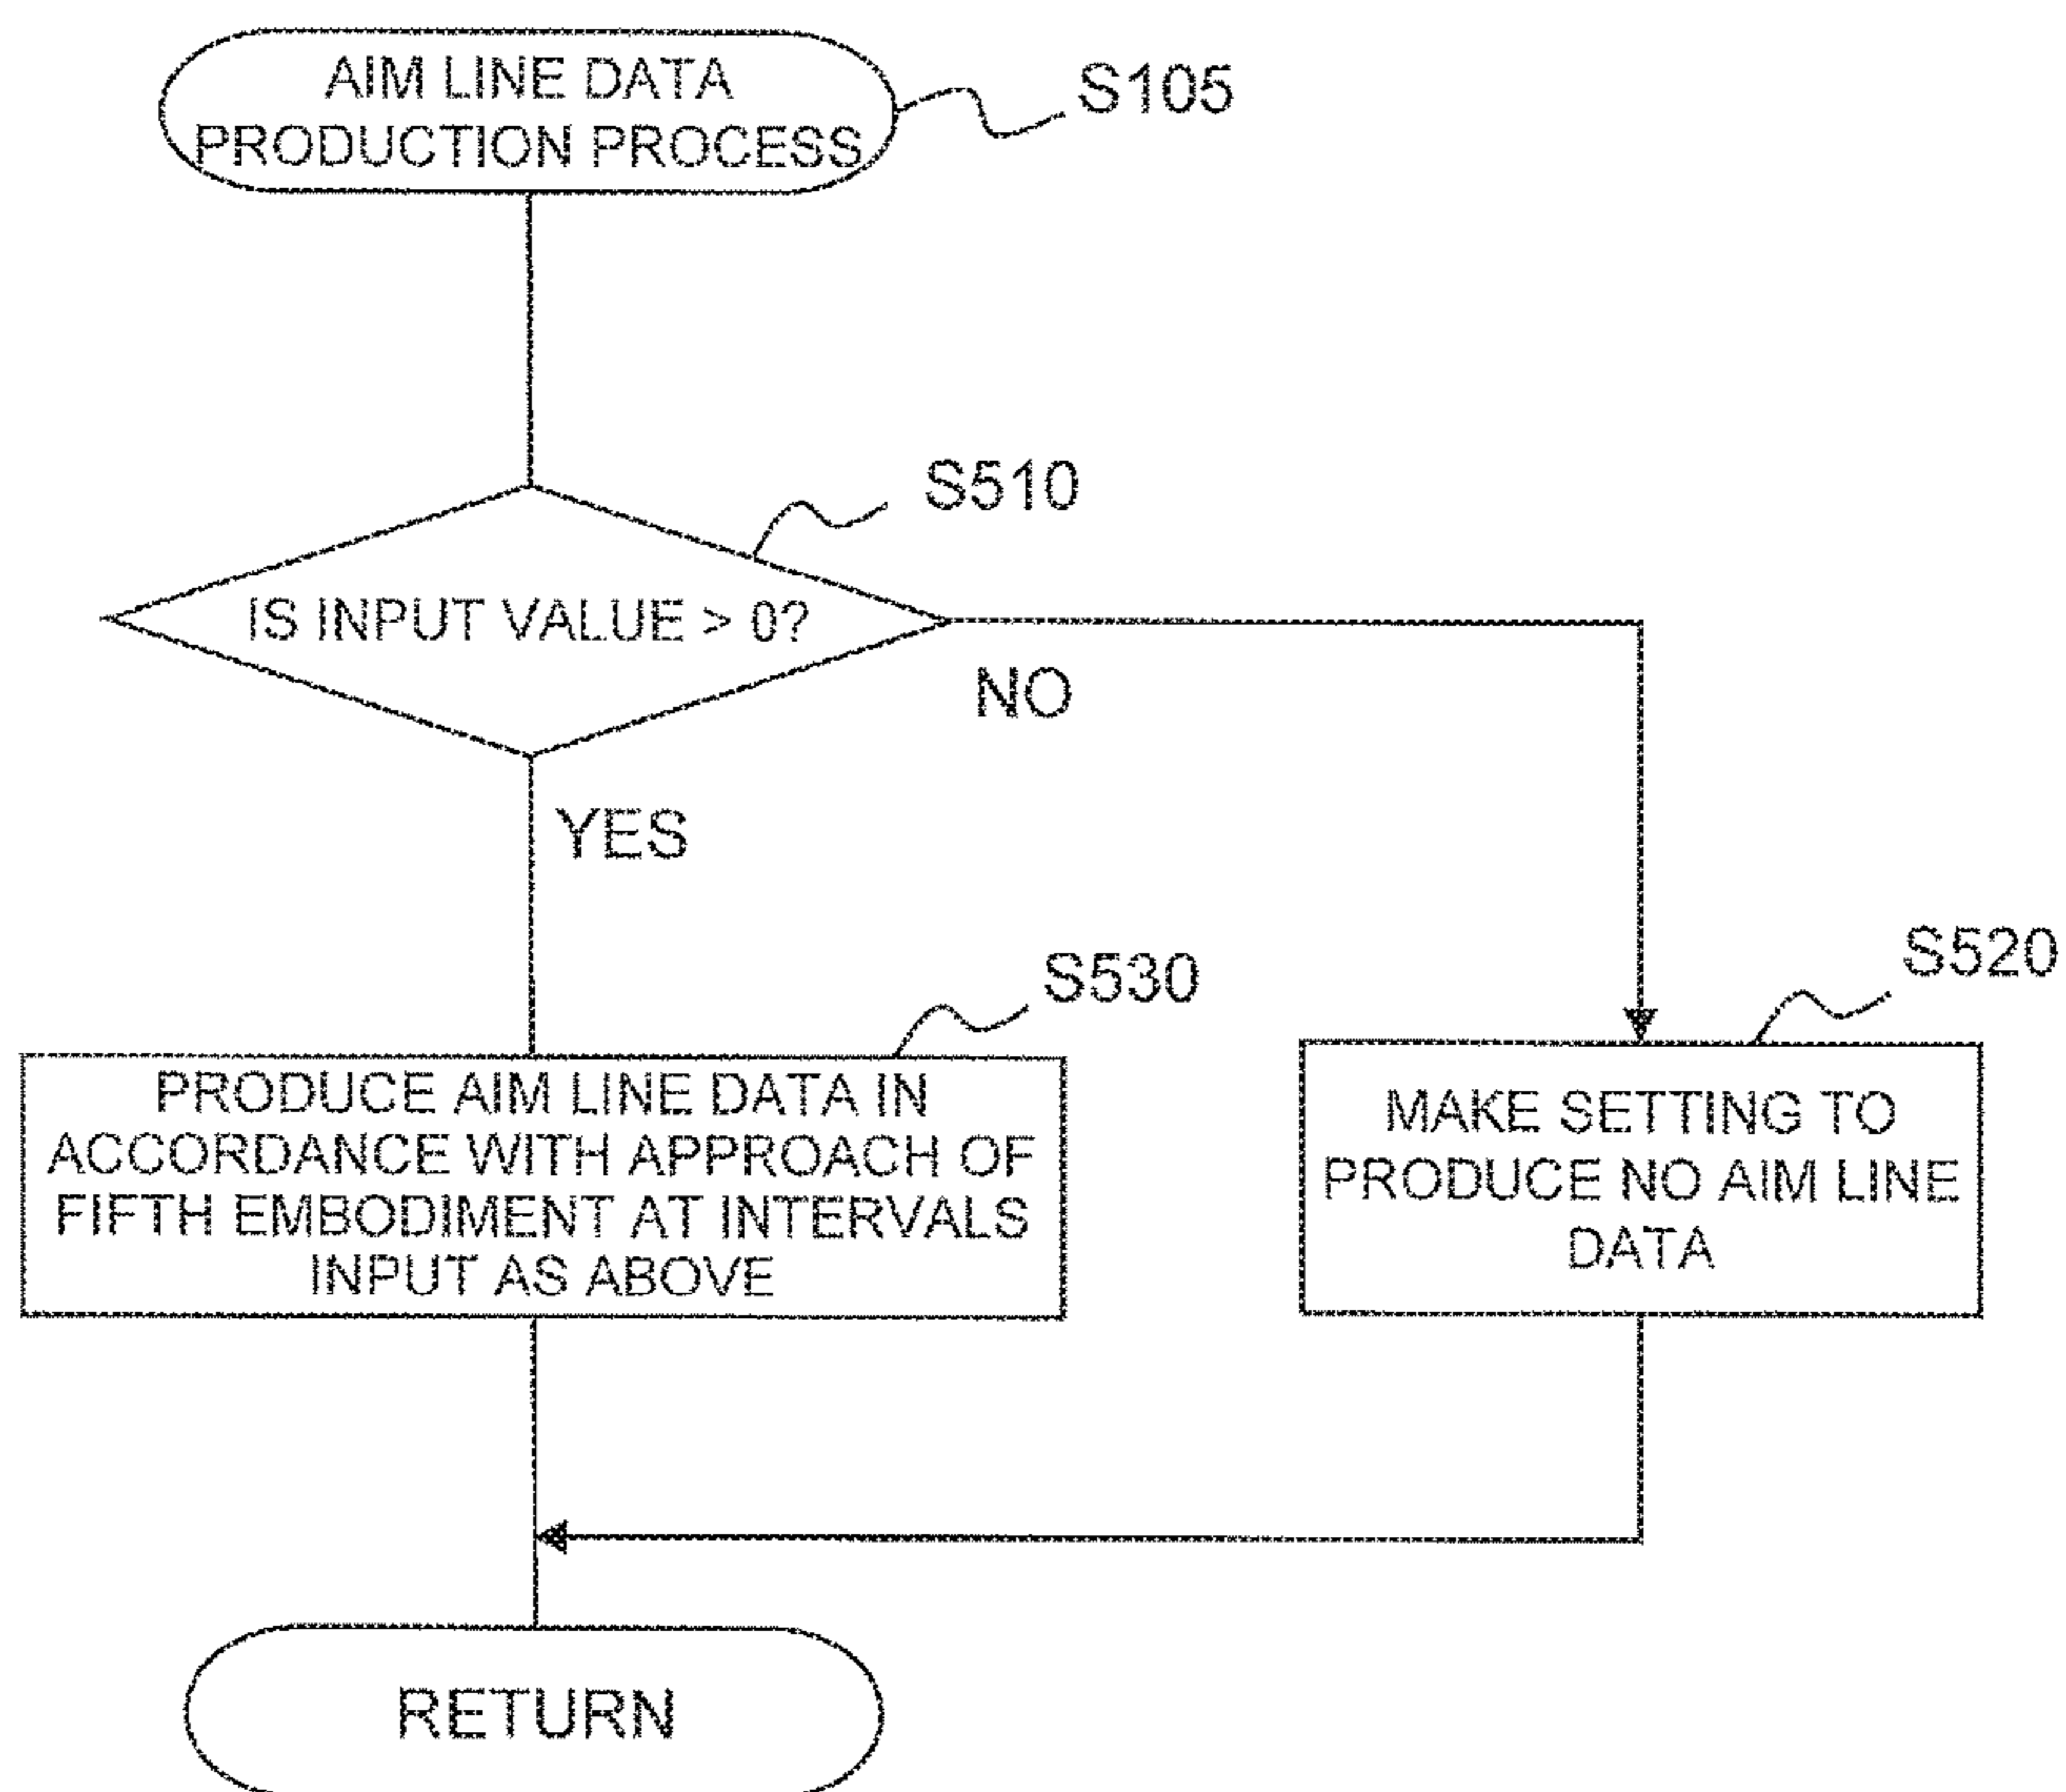 AIM LINE DATA
PRODUCTION PROCESS
S105
S510
IS INPUT VALUE > 0?
NO
YES
S530
S520
PRODUCE AIM LINE DATA IN
ACCORDANCE WITH APPROACH OF
FIFTH EMBODIMENT AT INTERVALS
INPUT AS ABOVE
MAKE SETTING TO
PRODUCE NO AIM LINE
DATA
RETURN